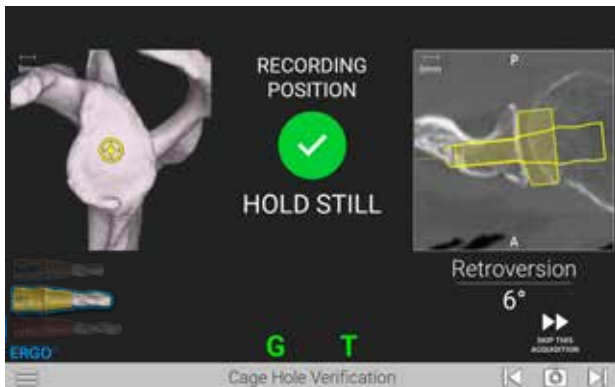 RECORDING
POSITION
HOLD STILL
P
A
Retroversion
6°
SKIP THIS
ACQUISITION
ERGO
G T
Cage Hole Verification